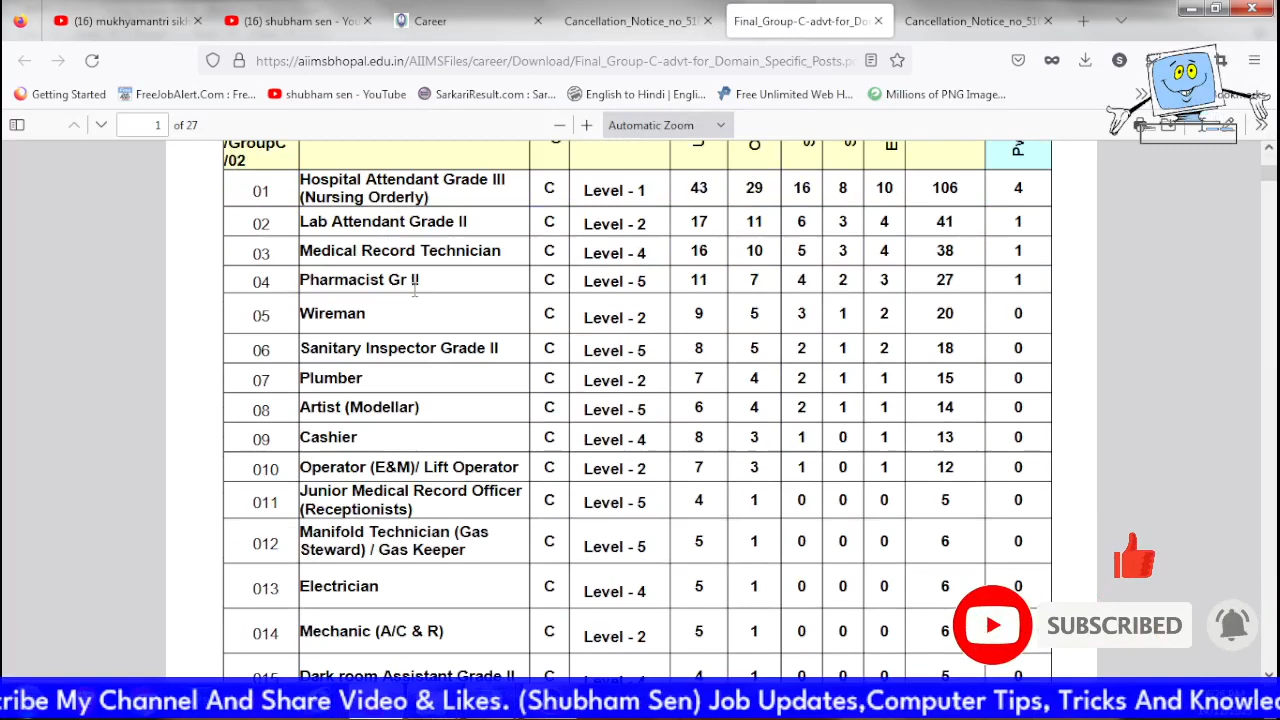 (15) mukhyamantri sikh
(16) shubham sen - You
Career
Cancellation_Notice_no_51
Final_Group-C-advt-for_Do
Cancellation_Notice_no_51
https://aiimsbhopal.edu.in/AIIMSFiles/career/Download/Final_Group-C-advt-for_Domain_Specific_Posts.p
Getting Started
FreeJobAlert.Com : Fre...
shubham sen - YouTube
SarkariResult.com : Sar...
English to Hindi | Engli...
Free Unlimited Web H...
Millions of PNG Image...
1 of 27
Automatic Zoom
/GroupC
/02
01 Hospital Attendant Grade III (Nursing Orderly) C Level - 1 43 29 16 8 10 106 4
02 Lab Attendant Grade II C Level - 2 17 11 6 3 4 41 1
03 Medical Record Technician C Level - 4 16 10 5 3 4 38 1
04 Pharmacist Gr II C Level - 5 11 7 4 2 3 27 1
05 Wireman C Level - 2 9 5 3 1 2 20 0
06 Sanitary Inspector Grade II C Level - 5 8 5 2 1 2 18 0
07 Plumber C Level - 2 7 4 2 1 1 15 0
08 Artist (Modellar) C Level - 5 6 4 2 1 1 14 0
09 Cashier C Level - 4 8 3 1 0 1 13 0
010 Operator (E&M)/ Lift Operator C Level - 2 7 3 1 0 1 12 0
011 Junior Medical Record Officer (Receptionists) C Level - 5 4 1 0 0 0 5 0
012 Manifold Technician (Gas Steward) / Gas Keeper C Level - 5 5 1 0 0 0 6 0
013 Electrician C Level - 4 5 1 0 0 0 6 0
014 Mechanic (A/C & R) C Level - 2 5 1 0 0 0 6
Dark room Assistant Grade II
SUBSCRIBED
cribe My Channel And Share Video & Likes. (Shubham Sen) Job Updates,Computer Tips, Tricks And Knowle